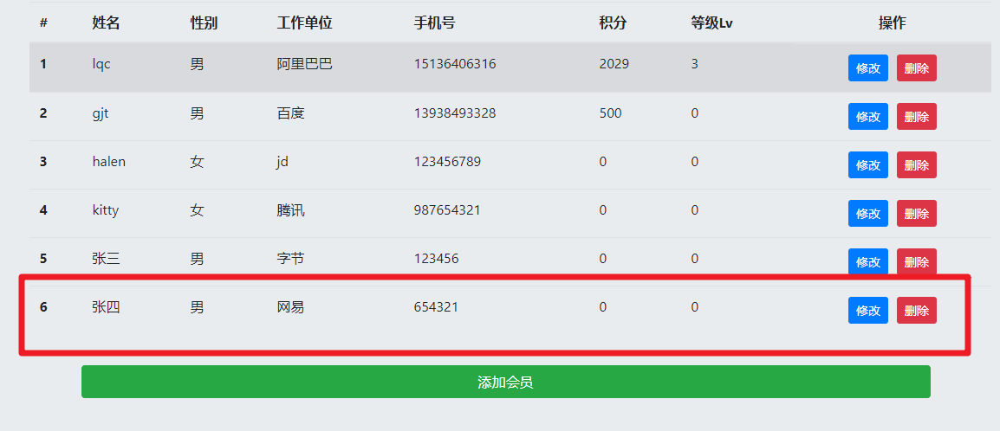 # 姓名 性别 工作单位 手机号 积分 等级Lv 操作
1 lqc 男 阿里巴巴 15136406316 2029 3 修改 删除
2 gjt 男 百度 13938493328 500 0 修改 删除
3 halen 女 jd 123456789 0 0 修改 删除
4 kitty 女 腾讯 987654321 0 0 修改 删除
5 张三 男 字节 123456 0 0 修改 删除
6 张四 男 网易 654321 0 0 修改 删除
添加会员